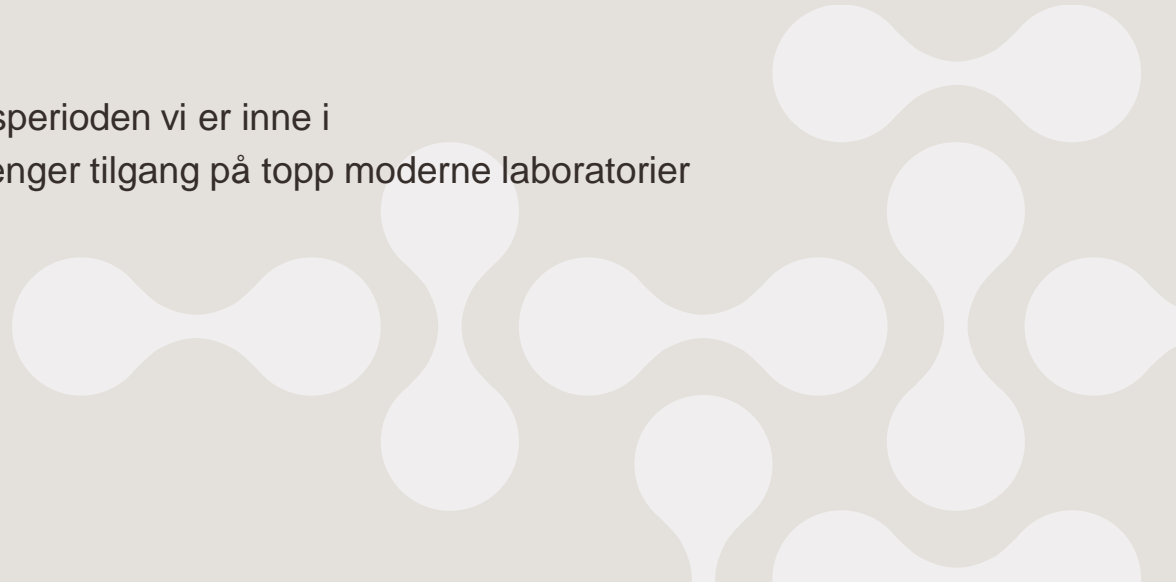 sperioden vi er inne i
enger tilgang på topp moderne laboratorier